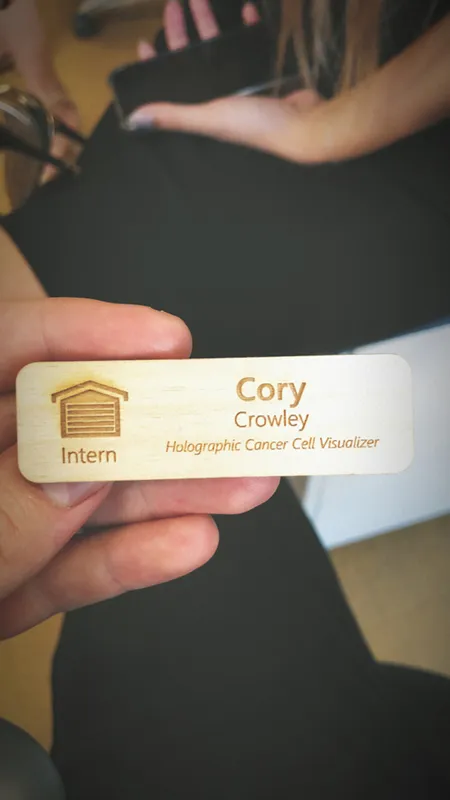 Cory
Crowley
Holographic Cancer Cell Visualizer
Intern